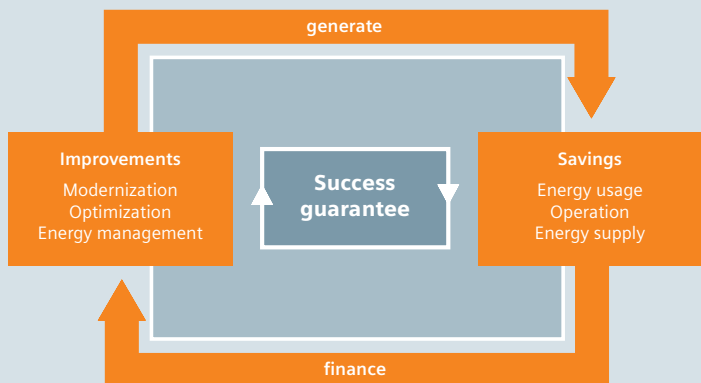 generate
Improvements
Modernization
Optimization
Energy management
Success
guarantee
Savings
Energy usage
Operation
Energy supply
finance